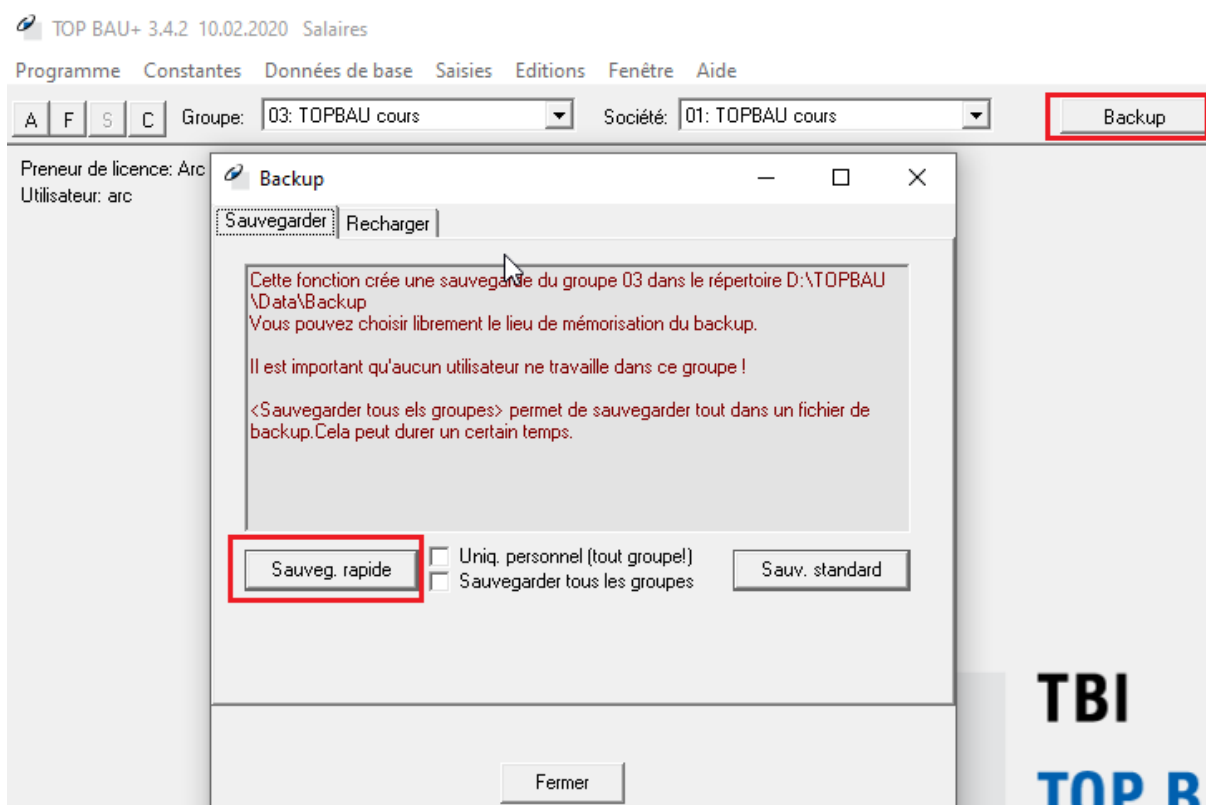 TOP BAU+ 3.4.2 10.02.2020 Salaires
Programme Constantes Données de base Saisies Editions Fenêtre Aide
A F S C Groupe: 03: TOPBAU cours Société: 01: TOPBAU cours Backup
Preneur de licence: Arc
Utilisateur: arc
Backup
Sauvegarder Recharger
Cette fonction crée une sauvegarde du groupe 03 dans le répertoire D:\TOPBAU
\Data\Backup
Vous pouvez choisir librement le lieu de mémorisation du backup.
Il est important qu'aucun utilisateur ne travaille dans ce groupe !
<Sauvegarder tous els groupes> permet de sauvegarder tout dans un fichier de
backup.Cela peut durer un certain temps.
Sauveg. rapide
Uniq. personnel (tout groupe!)
Sauvegarder tous les groupes
Sauv. standard
TBI
Fermer
TOP B